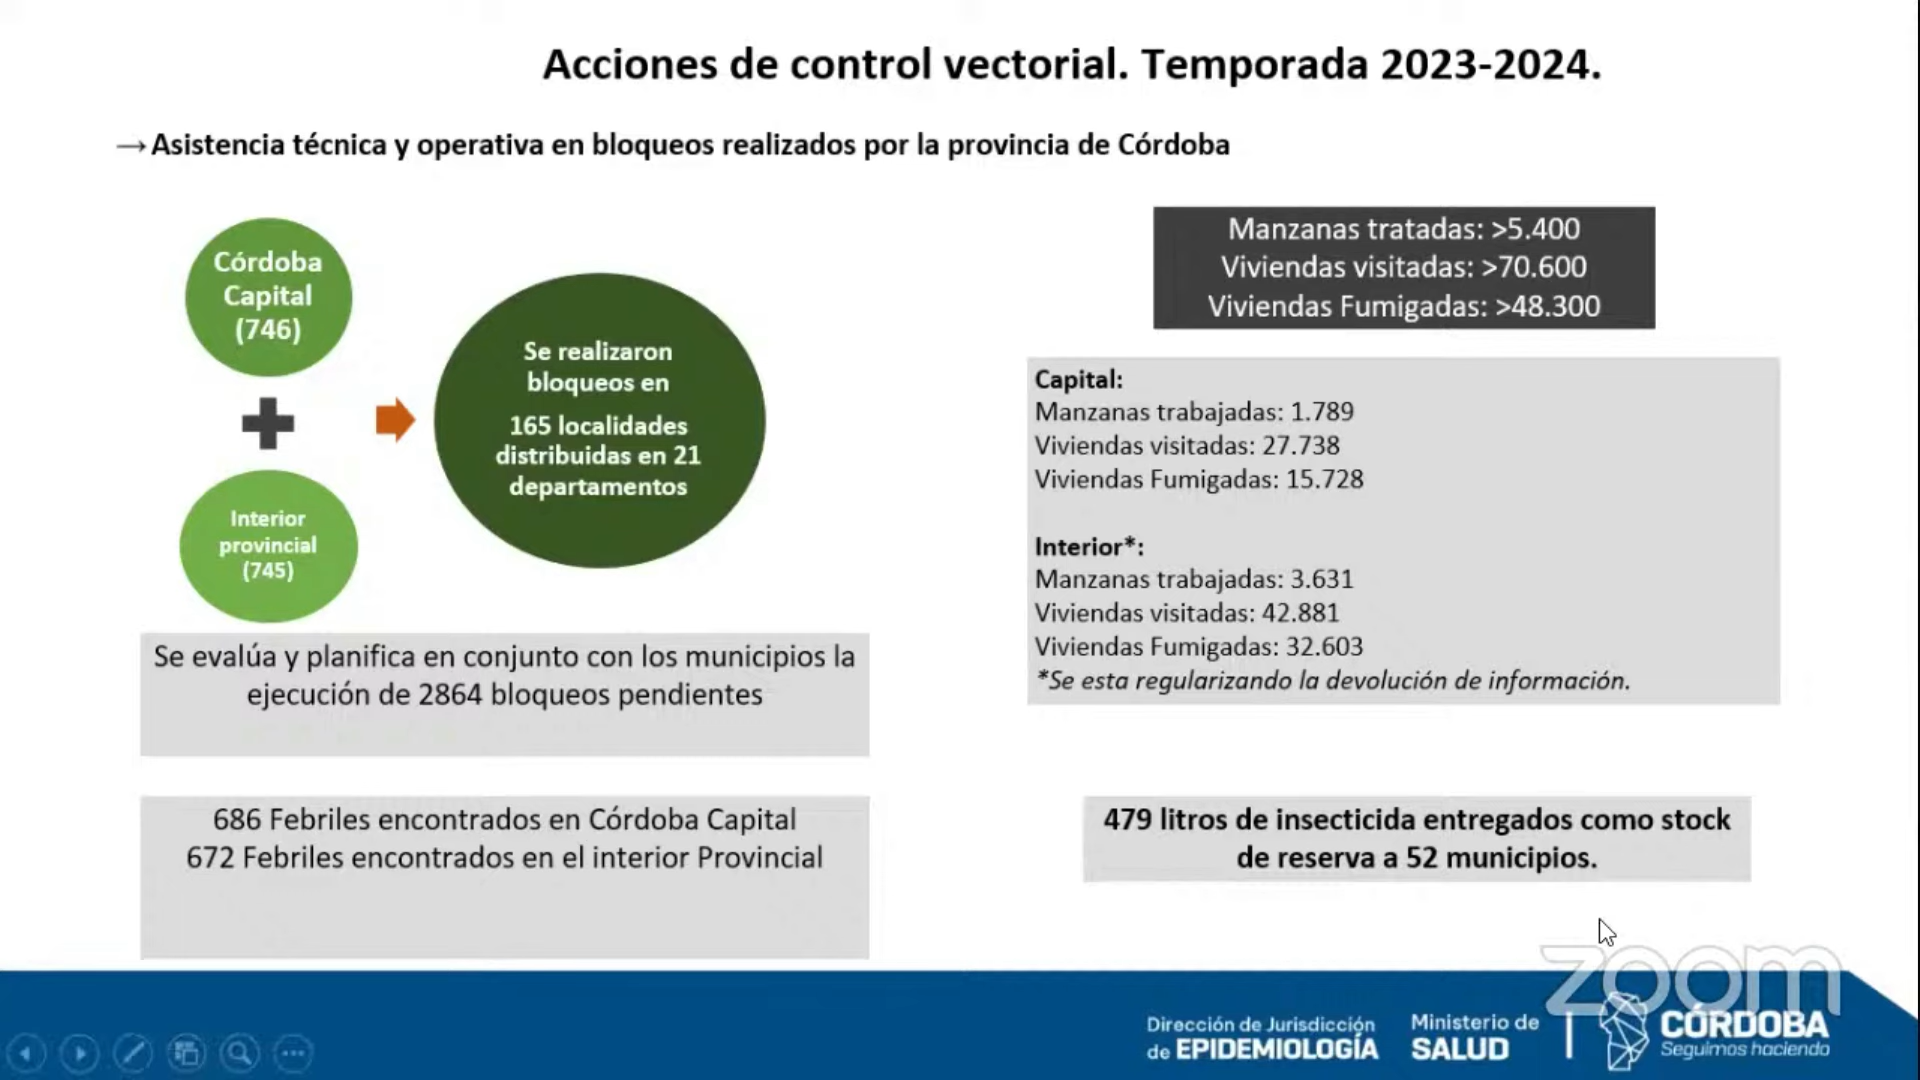 Acciones de control vectorial. Temporada 2023-2024.
→Asistencia técnica y operativa en bloqueos realizados por la provincia de Córdoba
Córdoba
Capital
(746)
Interior
provincial
(745)
Se realizaron
bloqueos en
165 localidades
distribuidas en 21
departamentos
Se evalúa y planifica en conjunto con los municipios la
ejecución de 2864 bloqueos pendientes
686 Febriles encontrados en Córdoba Capital
672 Febriles encontrados en el interior Provincial
Manzanas tratadas: >5.400
Viviendas visitadas: >70.600
Viviendas Fumigadas: >48.300
Capital:
Manzanas trabajadas: 1.789
Viviendas visitadas: 27.738
Viviendas Fumigadas: 15.728
Interior*:
Manzanas trabajadas: 3.631
Viviendas visitadas: 42.881
Viviendas Fumigadas: 32.603
*Se esta regularizando la devolución de información.
479 litros de insecticida entregados como stock
de reserva a 52 municipios.
zoom
Dirección de Jurisdicción
de EPIDEMIOLOGÍA
Ministerio de
SALUD
CÓRDOBA
Seguimos haciendo